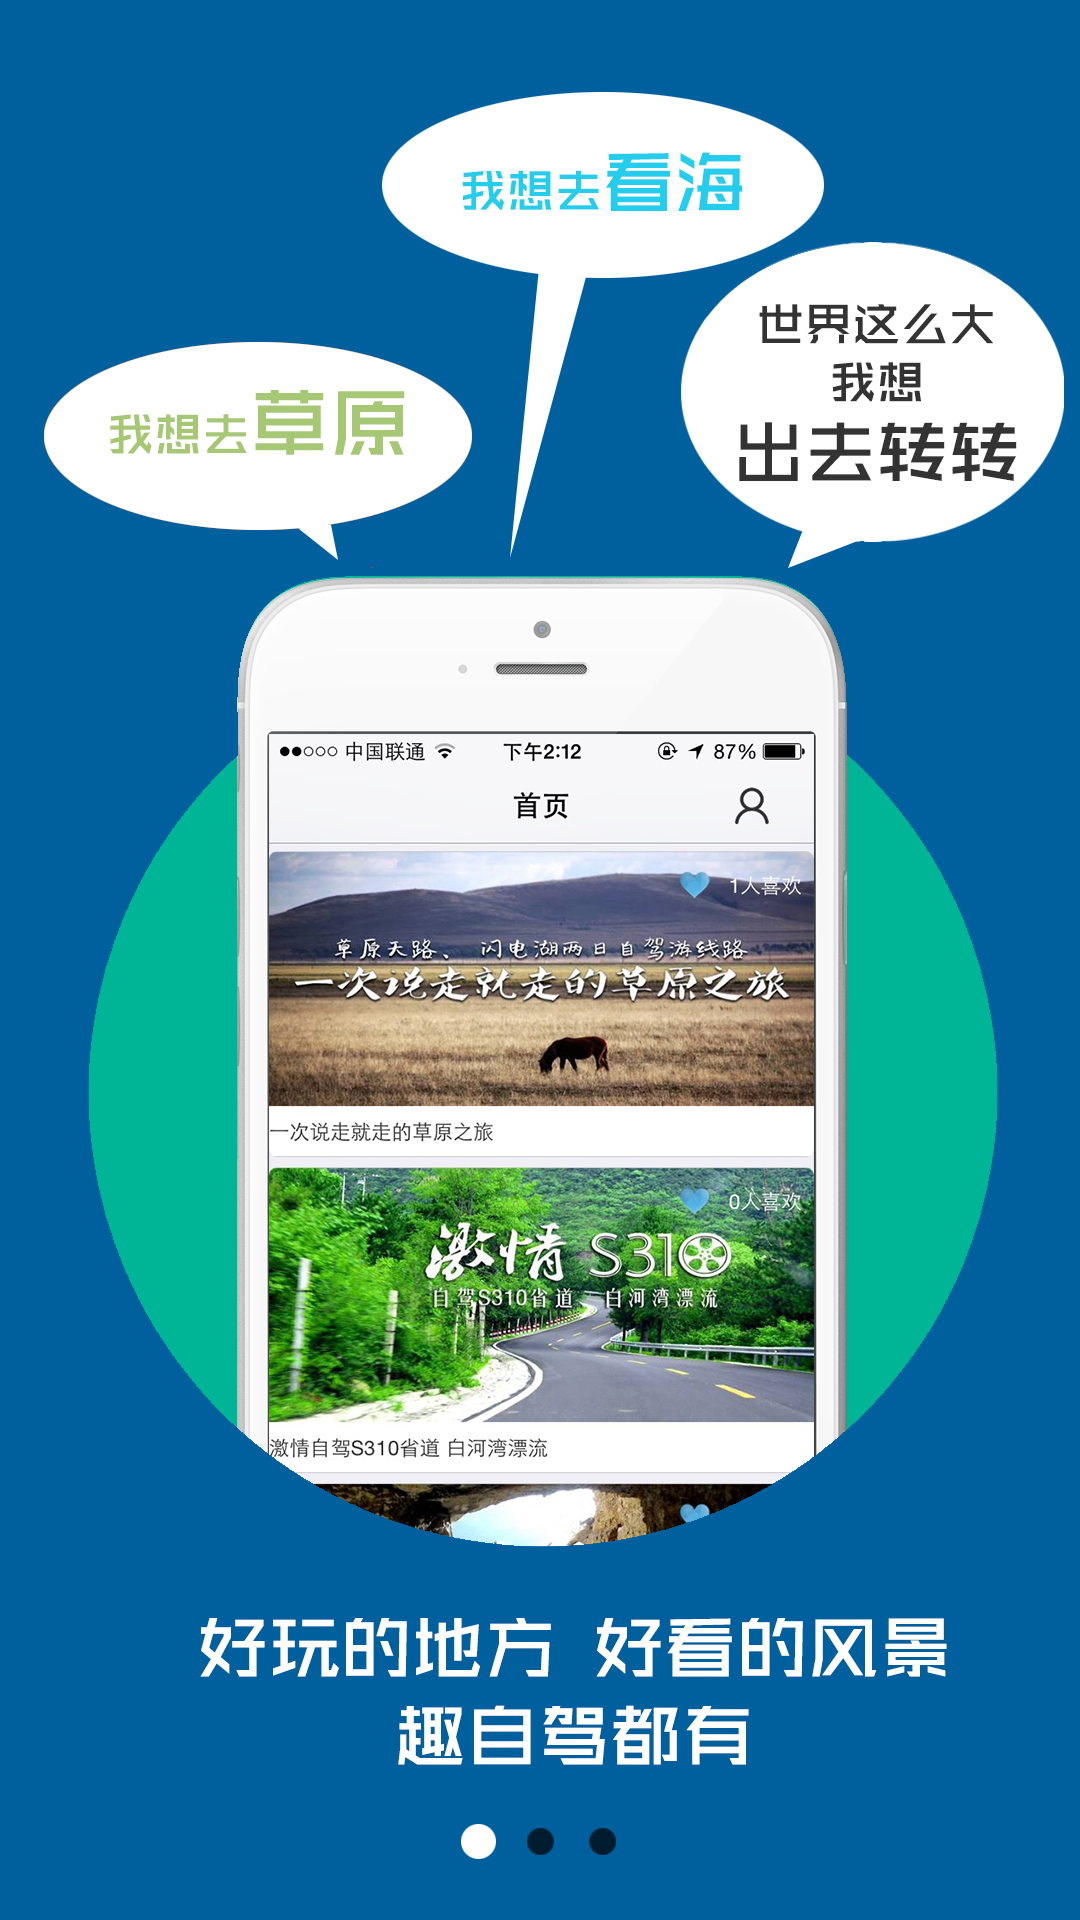 我想去看海
世界这么大
我想
出去转转
我想去草原
中国联通 下午2:12 87%
首页
1人喜欢
草原天路、 闪电湖两日自驾游线路
一次说走就走的草原之旅
一次说走就走的草原之旅
0人喜欢
激情 S310
自驾S310省道 白河湾漂流
激情自驾S310省道 白河湾漂流
好玩的地方 好看的风景
趣自驾都有